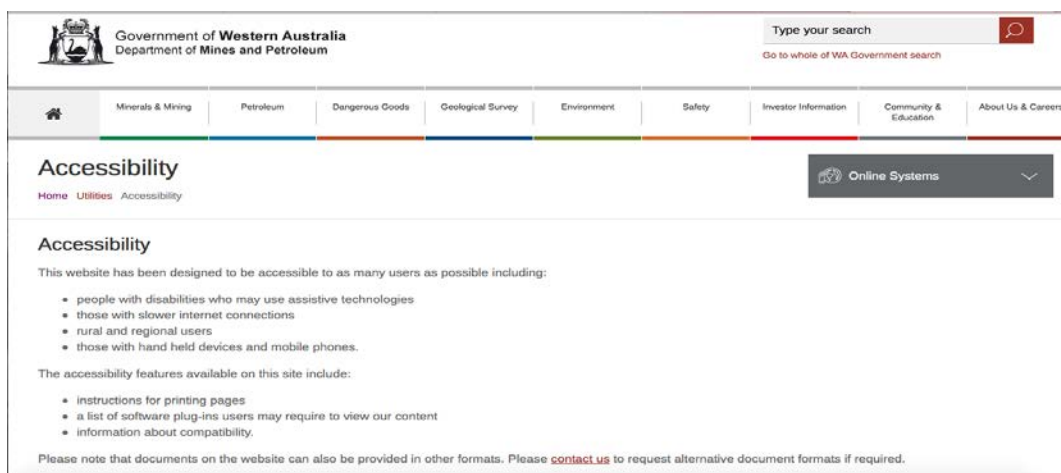 Government of Western Australia
Department of Mines and Petroleum
Type your search
Go to whole of WA Government search
Minerals & Mining
Petroleum
Dangerous Goods
Geological Survey
Environment
Safety
Investor Information
Community &
Education
About Us & Careers
Accessibility
Online Systems
Home Utilities Accessibility
Accessibility
This website has been designed to be accessible to as many users as possible including:
• people with disabilities who may use assistive technologies
• those with slower internet connections
• rural and regional users
• those with hand held devices and mobile phones.
The accessibility features available on this site include:
• instructions for printing pages
• a list of software plug-ins users may require to view our content
• information about compatibility.
Please note that documents on the website can also be provided in other formats. Please contact us to request alternative document formats if required.